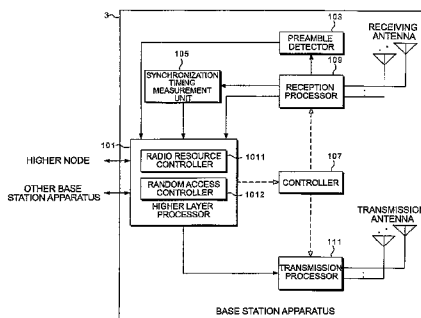 3
103
PREAMBLE
DETECTOR
RECEIVING
ANTENNA
105
SYNCHRONIZATION
TIMING
MEASUREMENT
UNIT
109
RECEPTION
PROCESSOR
101
1011
RADIO RESOURCE
CONTROLLER
HIGHER NODE
1012
RANDOM ACCESS
CONTROLLER
HIGHER LAYER
PROCESSOR
OTHER BASE
STATION APPARATUS
107
CONTROLLER
TRANSMISSION
ANTENNA
111
TRANSMISSION
PROCESSOR
BASE STATION APPARATUS